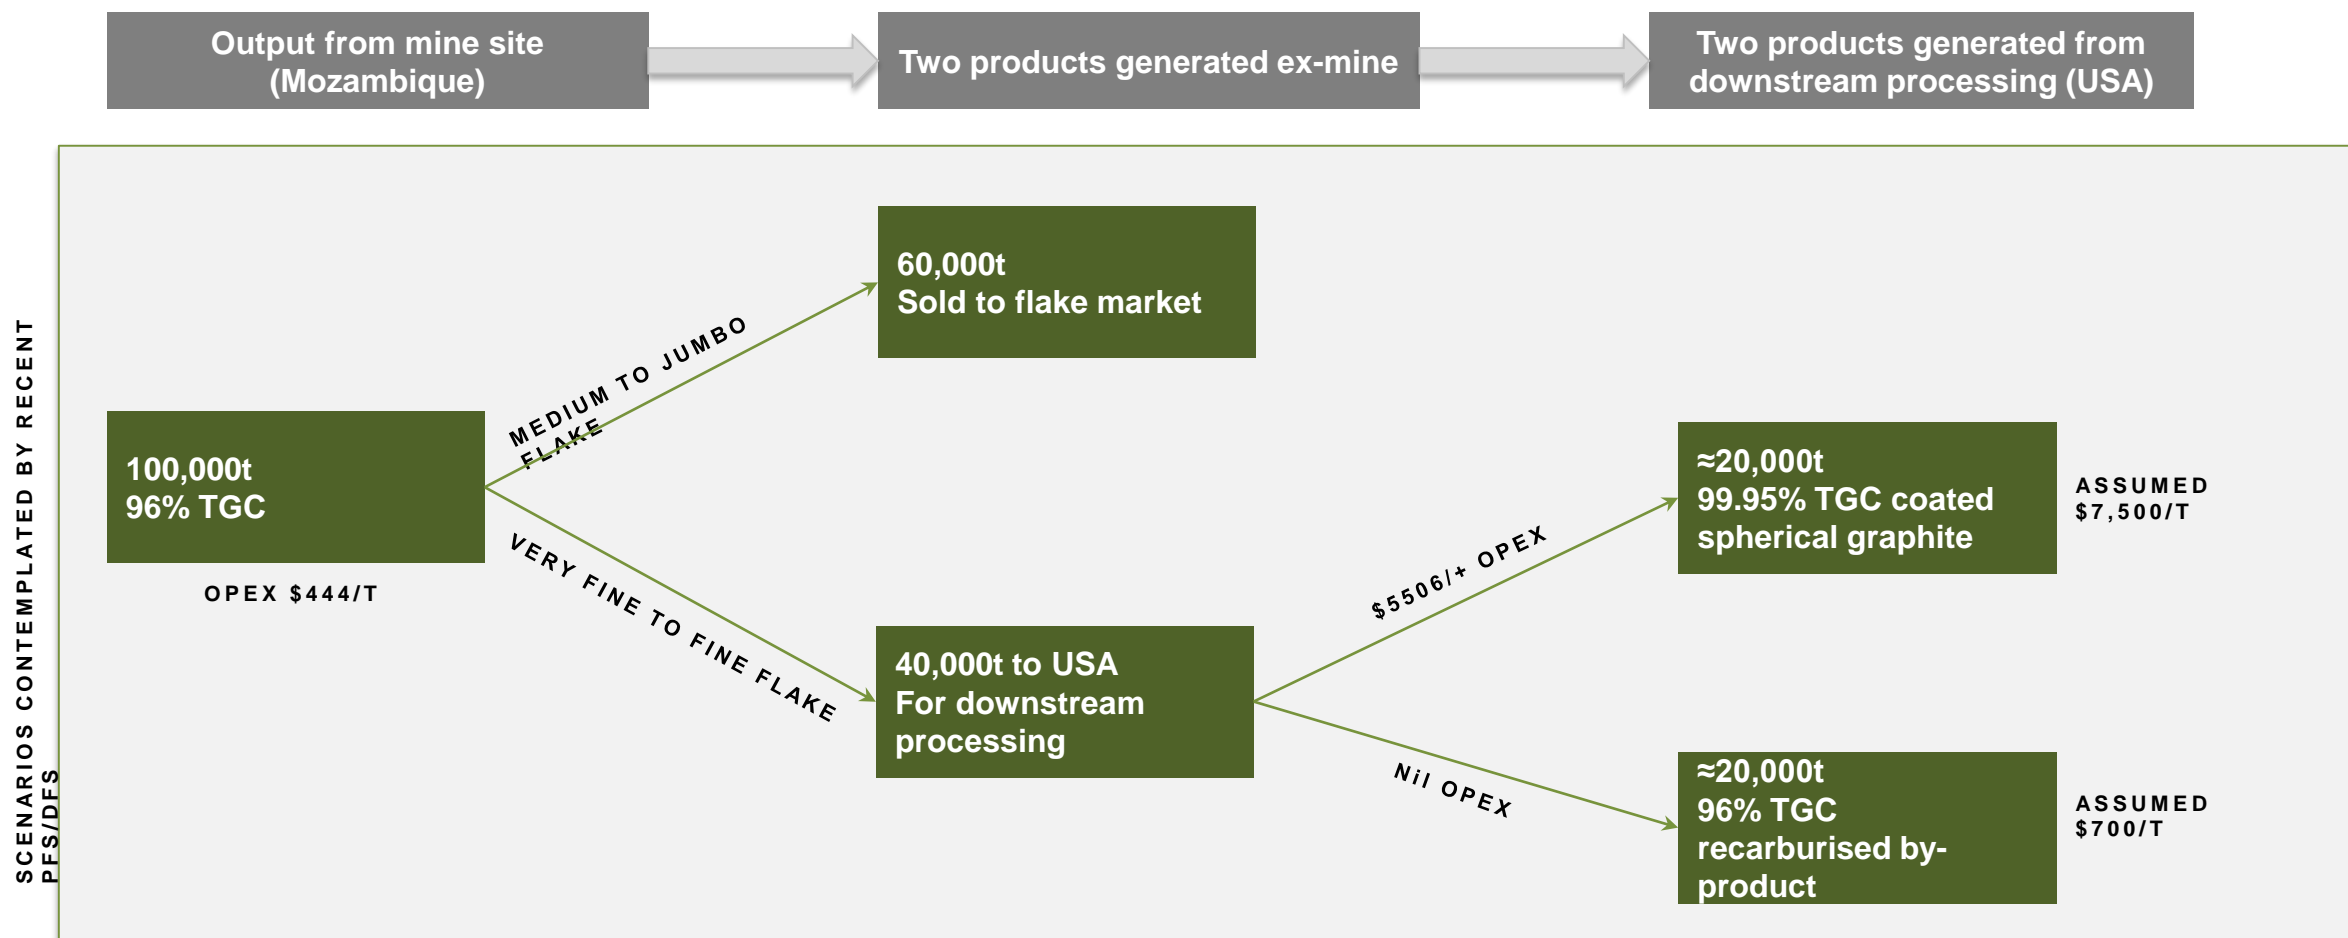 Output from mine site
(Mozambique)
Two products generated ex-mine
Two products generated from
downstream processing (USA)
SCENARIOS CONTEMPLATED BY RECENT
PFS/DFS
100,000t
96% TGC
OPEX $444/T
MEDIUM TO JUMBO
FLAKE
VERY FINE TO FINE FLAKE
60,000t
Sold to flake market
40,000t to USA
For downstream
processing
$5506/+ OPEX
Nil OPEX
≈20,000t
99.95% TGC coated
spherical graphite
ASSUMED
$7,500/T
≈20,000t
96% TGC
recarburised by-
product
ASSUMED
$700/T